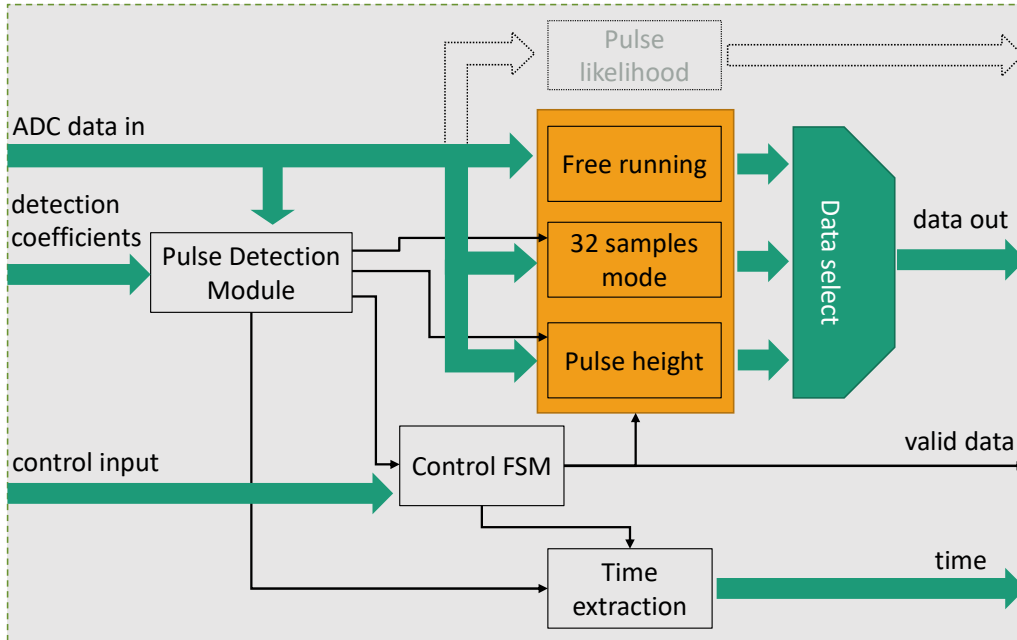 Pulse
likelihood
ADC data in
Free running
detection
coefficients
Pulse Detection
Module
32 samples
mode
Data select
data out
Pulse height
control input
Control FSM
valid data
Time
extraction
time